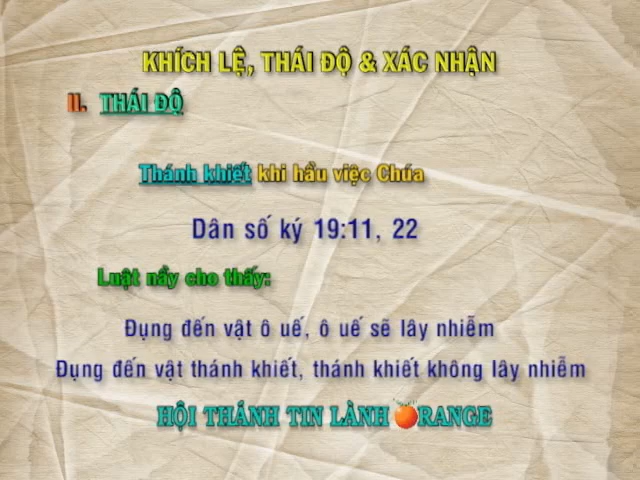 KHÍCH LỆ, THÁI ĐỘ & XÁC NHẬN
II. THÁI ĐỘ
Thánh khiết khi hầu việc Chúa
Dân số ký 19:11, 22
Luật nầy cho thấy:
Đụng đến vật ô uế, ô uế sẽ lây nhiễm
Đụng đến vật thánh khiết, thánh khiết không lây nhiễm
HỘI THÁNH TIN LÀNH ORANGE